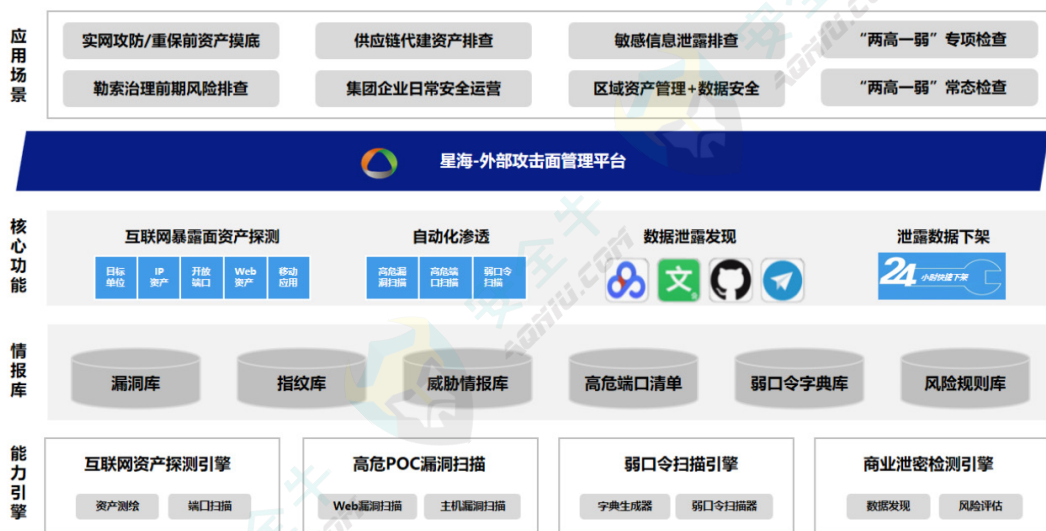 应用场景
实网攻防/重保前资产摸底
供应链代建资产排查
敏感信息泄露排查
“两高一弱”专项检查
勒索治理前期风险排查
集团企业日常安全运营
区域资产管理+数据安全
“两高一弱”常态检查
星海-外部攻击面管理平台
核心功能
互联网暴露面资产探测
自动化渗透
数据泄露发现
泄露数据下架
目标
单位
IP
资产
开放
端口
Web
资产
移动
应用
高危漏
洞扫描
高危端
口扫描
弱口令
扫描
文
24小时快捷下架
情报库
漏洞库
指纹库
威胁情报库
高危端口清单
弱口令字典库
风险规则库
能力引擎
互联网资产探测引擎
高危POC漏洞扫描
弱口令扫描引擎
商业泄密检测引擎
资产测绘
端口扫描
Web漏洞扫描
主机漏洞扫描
字典生成器
弱口令扫描器
数据发现
风险评估
安全牛
aqniu.com